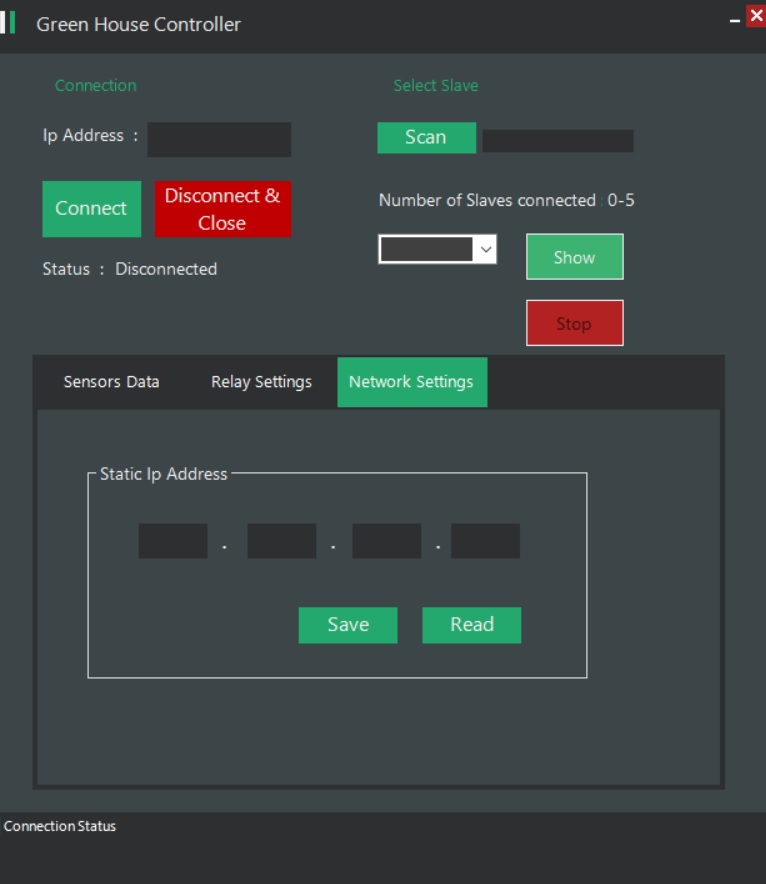 Green House Controller
Connection
Select Slave
Ip Address :
Scan
Connect
Disconnect &
Close
Number of Slaves connected 0-5
Status : Disconnected
Show
Stop
Sensors Data
Relay Settings
Network Settings
Static Ip Address
. . .
Save
Read
Connection Status